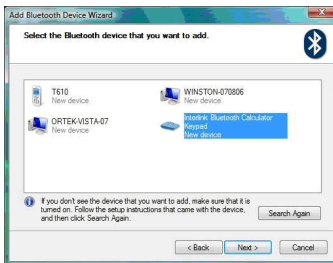 Add Bluetooth Device Wizard
Select the Bluetooth device that you want to add.
T610
New device
WINSTON-070806
New device
ORTEK-VISTA-07
New device
Interlink Bluetooth Calculator
Keypad
New device
If you don't see the device that you want to add, make sure that it is
turned on. Follow the setup instructions that came with the device,
and then click Search Again.
Search Again
< Back
Next >
Cancel